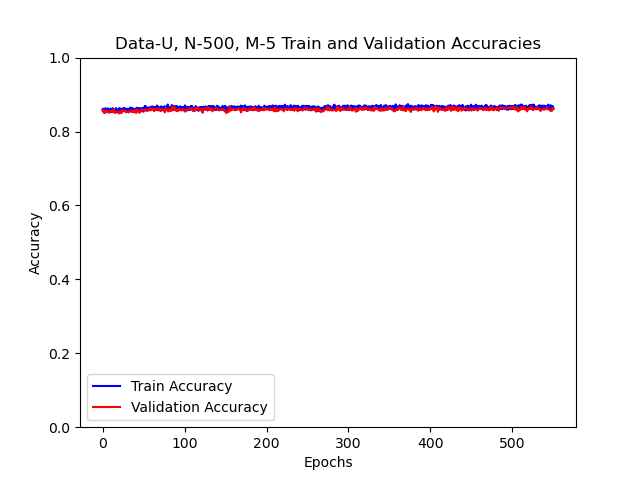 Data-U, N-500, M-5 Train and Validation Accuracies
1.0
0.8
0.6
0.4
0.2
0.0
Accuracy
Train Accuracy
Validation Accuracy
0 100 200 300 400 500
Epochs